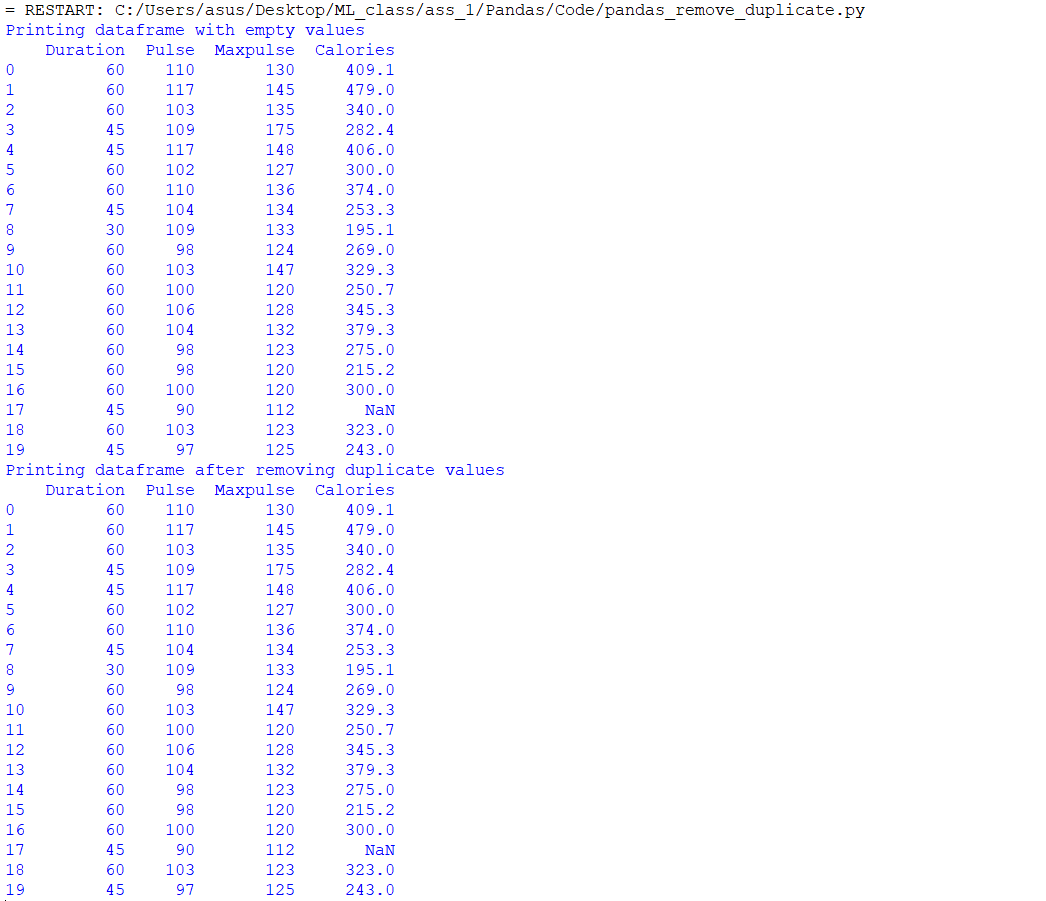 = RESTART: C:/Users/asus/Desktop/ML_class/ass_1/Pandas/Code/pandas_remove_duplicate.py
Printing dataframe with empty values
    Duration  Pulse  Maxpulse  Calories
0         60    110       130     409.1
1         60    117       145     479.0
2         60    103       135     340.0
3         45    109       175     282.4
4         45    117       148     406.0
5         60    102       127     300.0
6         60    110       136     374.0
7         45    104       134     253.3
8         30    109       133     195.1
9         60     98       124     269.0
10        60    103       147     329.3
11        60    100       120     250.7
12        60    106       128     345.3
13        60    104       132     379.3
14        60     98       123     275.0
15        60     98       120     215.2
16        60    100       120     300.0
17        45     90       112       NaN
18        60    103       123     323.0
19        45     97       125     243.0
Printing dataframe after removing duplicate values
    Duration  Pulse  Maxpulse  Calories
0         60    110       130     409.1
1         60    117       145     479.0
2         60    103       135     340.0
3         45    109       175     282.4
4         45    117       148     406.0
5         60    102       127     300.0
6         60    110       136     374.0
7         45    104       134     253.3
8         30    109       133     195.1
9         60     98       124     269.0
10        60    103       147     329.3
11        60    100       120     250.7
12        60    106       128     345.3
13        60    104       132     379.3
14        60     98       123     275.0
15        60     98       120     215.2
16        60    100       120     300.0
17        45     90       112       NaN
18        60    103       123     323.0
19        45     97       125     243.0